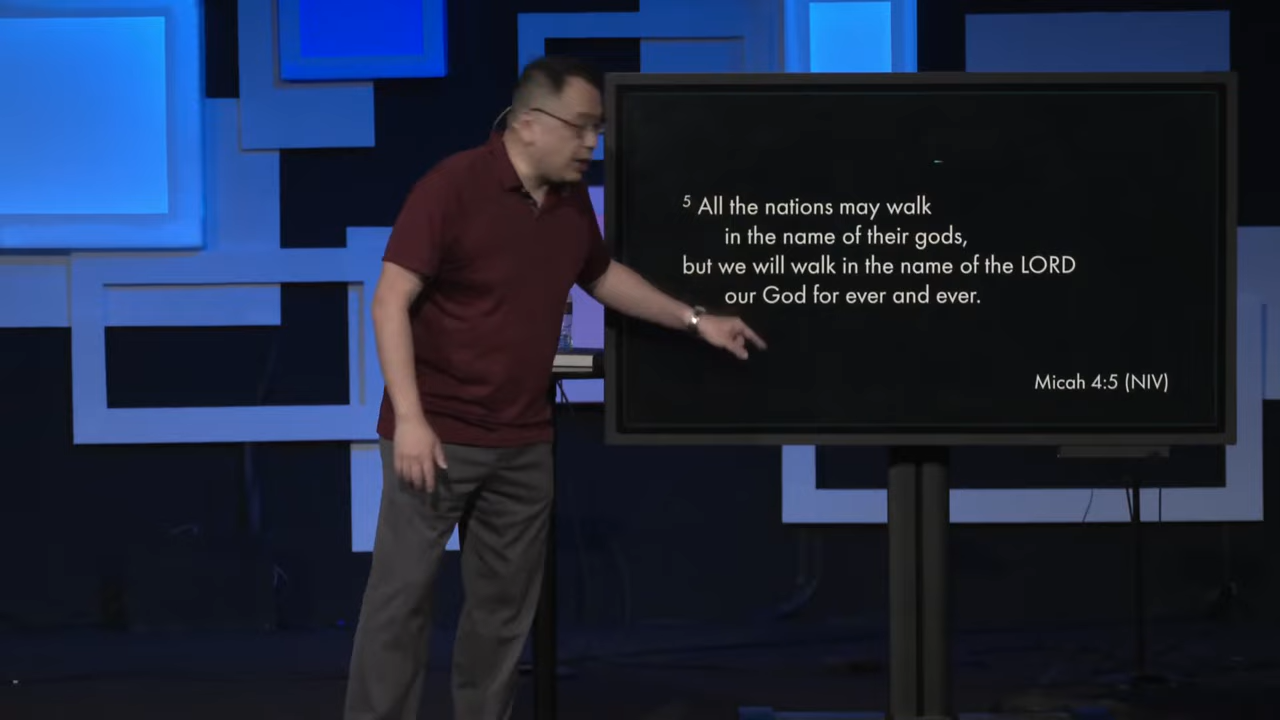 5 All the nations may walk
in the name of their gods,
but we will walk in the name of the LORD
our God for ever and ever.
Micah 4:5 (NIV)